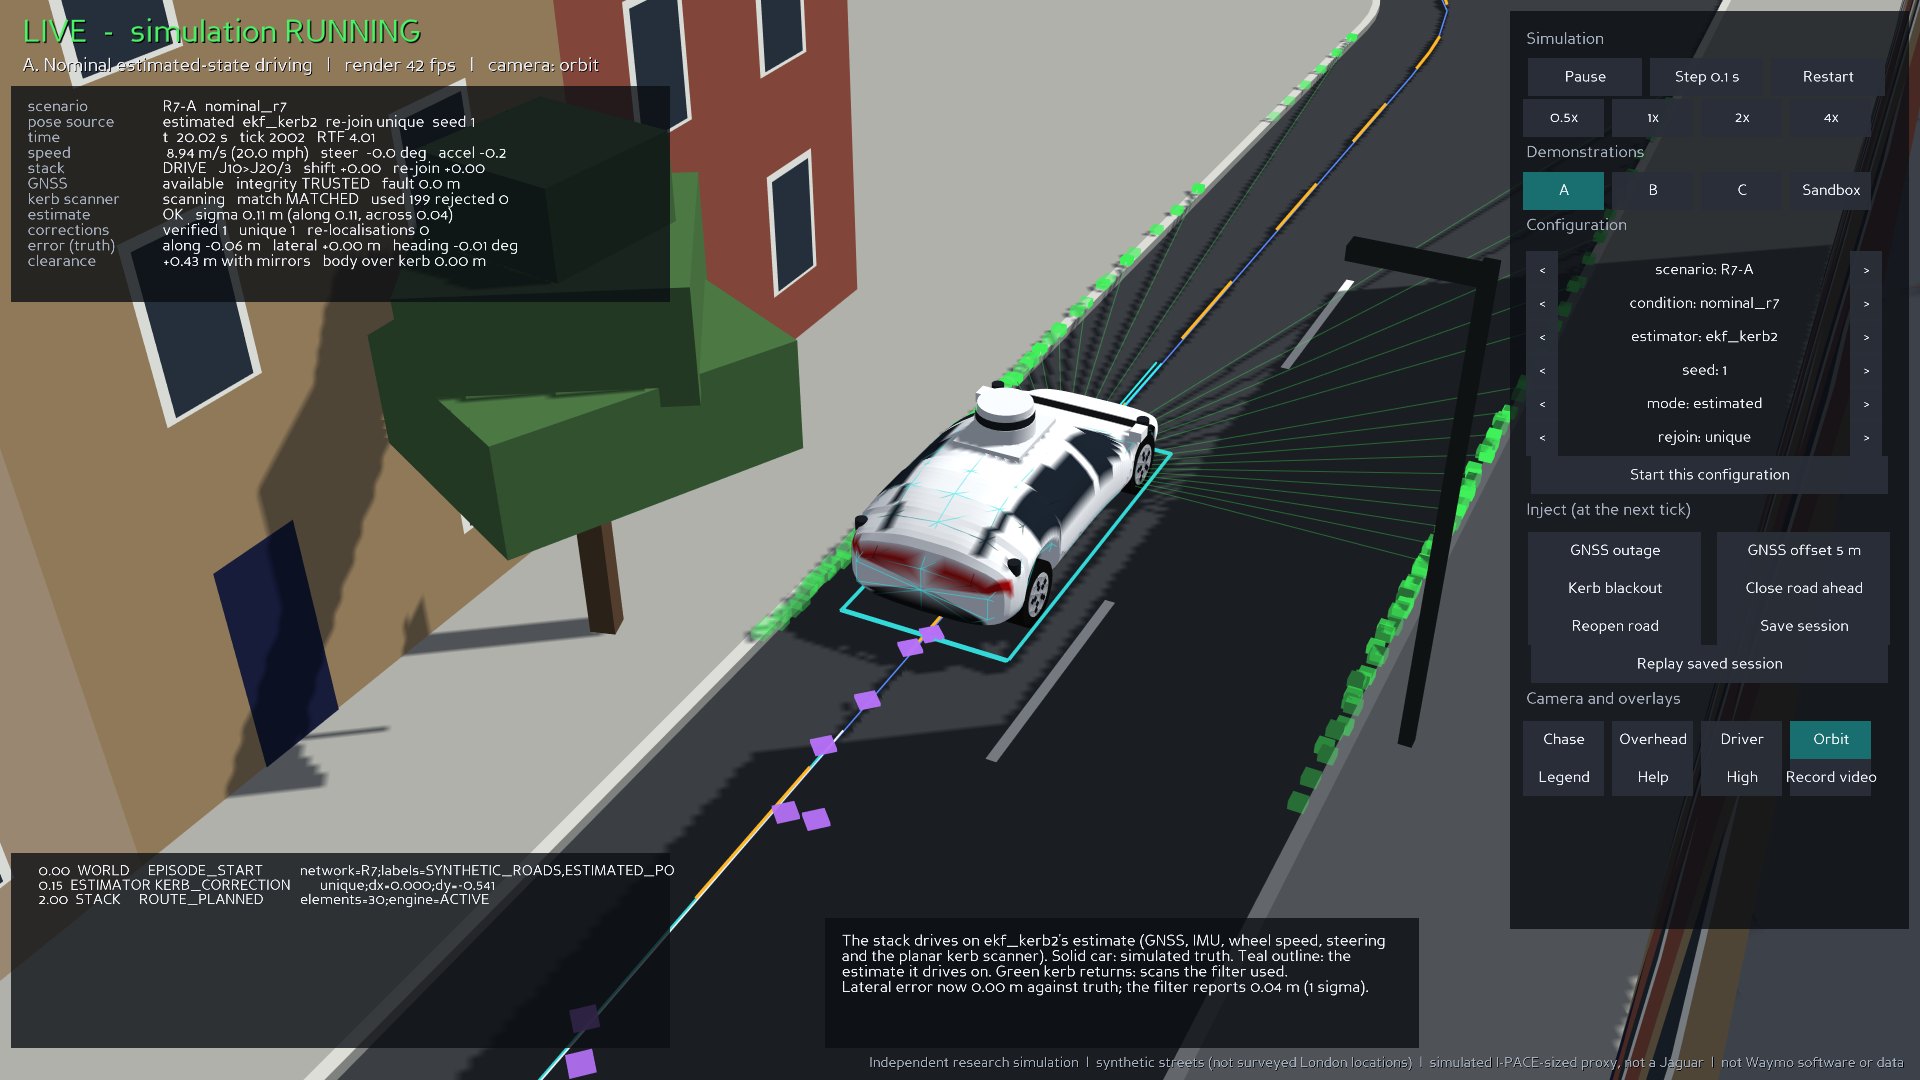 LIVE - simulation RUNNING
A. Nominal estimated-state driving | render 42 fps | camera: orbit
scenario R7-A nominal_r7
pose source estimated ekf_kerb2 re-join unique seed 1
time t 20.02 s tick 2002 RTF 4.01
speed 8.94 m/s (20.0 mph) steer -0.0 deg accel -0.2
stack DRIVE J10>J20/3 shift +0.00 re-join +0.00
GNSS available integrity TRUSTED fault 0.0 m
kerb scanner scanning match MATCHED used 199 rejected 0
estimate OK sigma 0.11 m (along 0.11, across 0.04)
corrections verified 1 unique 1 re-localisations 0
error (truth) along -0.06 m lateral +0.00 m heading -0.01 deg
clearance +0.43 m with mirrors body over kerb 0.00 m
Simulation
Pause Step 0.1 s Restart
0.5x 1x 2x 4x
Demonstrations
A B C Sandbox
Configuration
< scenario: R7-A >
< condition: nominal_r7 >
< estimator: ekf_kerb2 >
< seed: 1 >
< mode: estimated >
< rejoin: unique >
Start this configuration
Inject (at the next tick)
GNSS outage GNSS offset 5 m
Kerb blackout Close road ahead
Reopen road Save session
Replay saved session
Camera and overlays
Chase Overhead Driver Orbit
Legend Help High Record video
0.00 WORLD EPISODE_START network=R7;labels=SYNTHETIC_ROADS,ESTIMATED_PO
0.15 ESTIMATOR KERB_CORRECTION unique;dx=0.000;dy=-0.541
2.00 STACK ROUTE_PLANNED elements=30;engine=ACTIVE
The stack drives on ekf_kerb2's estimate (GNSS, IMU, wheel speed, steering
and the planar kerb scanner). Solid car: simulated truth. Teal outline: the
estimate it drives on. Green kerb returns: scans the filter used.
Lateral error now 0.00 m against truth; the filter reports 0.04 m (1 sigma).
Independent research simulation | synthetic streets (not surveyed London locations) | simulated I-PACE-sized proxy, not a Jaguar | not Waymo software or data